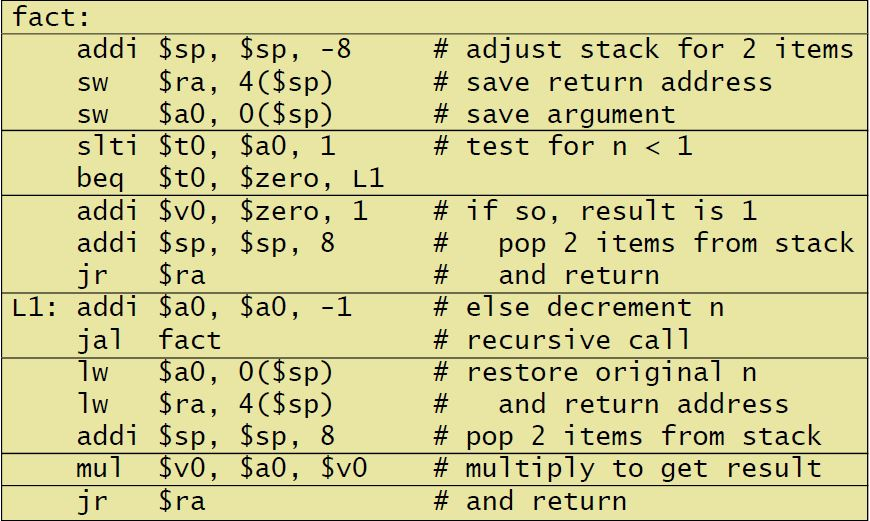 fact:
addi $sp, $sp, -8 # adjust stack for 2 items
sw $ra, 4($sp) # save return address
sw $a0, 0($sp) # save argument
slti $t0, $a0, 1 # test for n < 1
beq $t0, $zero, L1
addi $v0, $zero, 1 # if so, result is 1
addi $sp, $sp, 8 # pop 2 items from stack
jr $ra # and return
L1: addi $a0, $a0, -1 # else decrement n
jal fact # recursive call
lw $a0, 0($sp) # restore original n
lw $ra, 4($sp) # and return address
addi $sp, $sp, 8 # pop 2 items from stack
mul $v0, $a0, $v0 # multiply to get result
jr $ra # and return